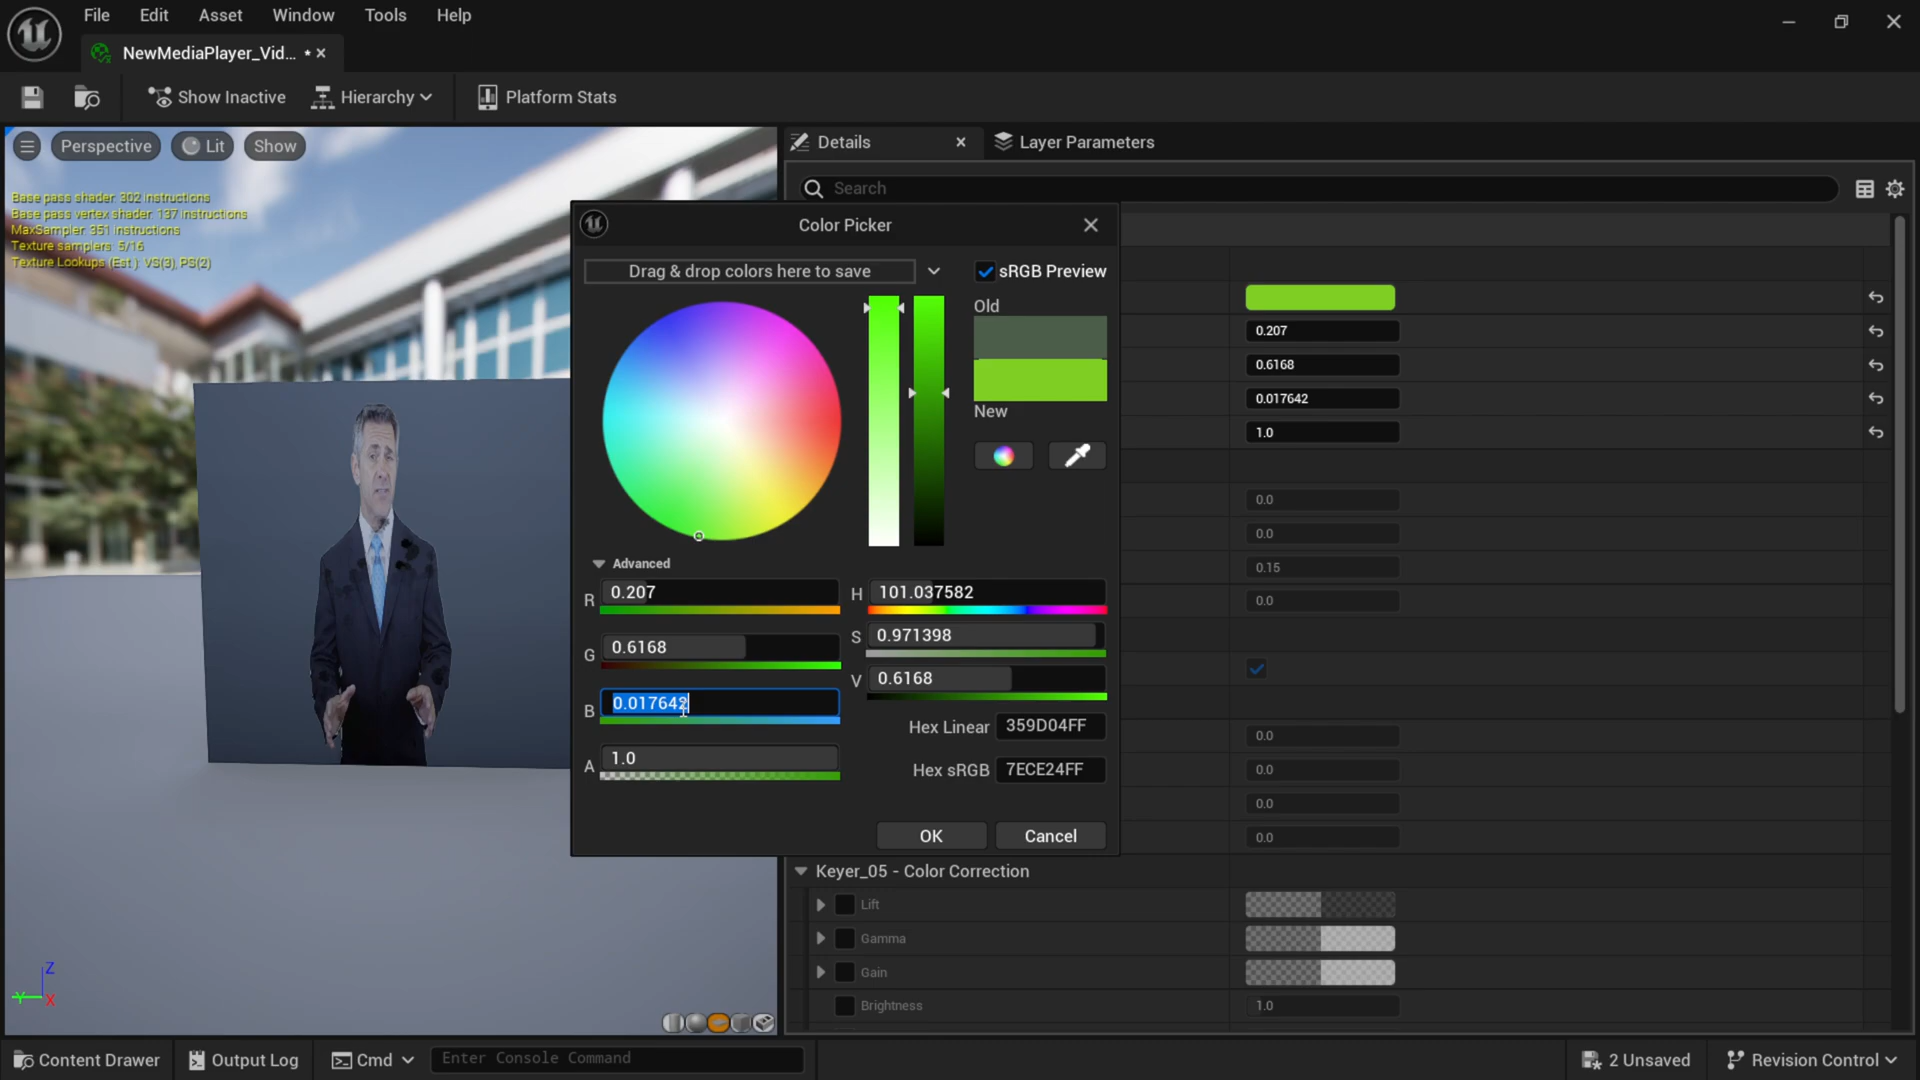 File Edit Asset Window Tools Help
NewMediaPlayer_Vid... •
Show Inactive Hierarchy Platform Stats
Perspective Lit Show
Base pass shader: 302 instructions
Base pass vertex shader: 137 instructions
MaxSampler: 351 instructions
Texture samplers: 5/16
Texture Lookups (Est.): VS(3), PS(2)
Details Layer Parameters
Search
Color Picker
Drag & drop colors here to save
sRGB Preview
Old
New
Advanced
R 0.207
G 0.6168
B 0.017642
A 1.0
H 101.037582
S 0.971398
V 0.6168
Hex Linear 359D04FF
Hex sRGB 7ECE24FF
OK Cancel
0.207
0.6168
0.017642
1.0
0.0
0.0
0.15
0.0
0.0
0.0
0.0
0.0
Keyer_05 - Color Correction
Lift
Gamma
Gain
Brightness 1.0
Z
Y X
Content Drawer Output Log Cmd Enter Console Command 2 Unsaved Revision Control